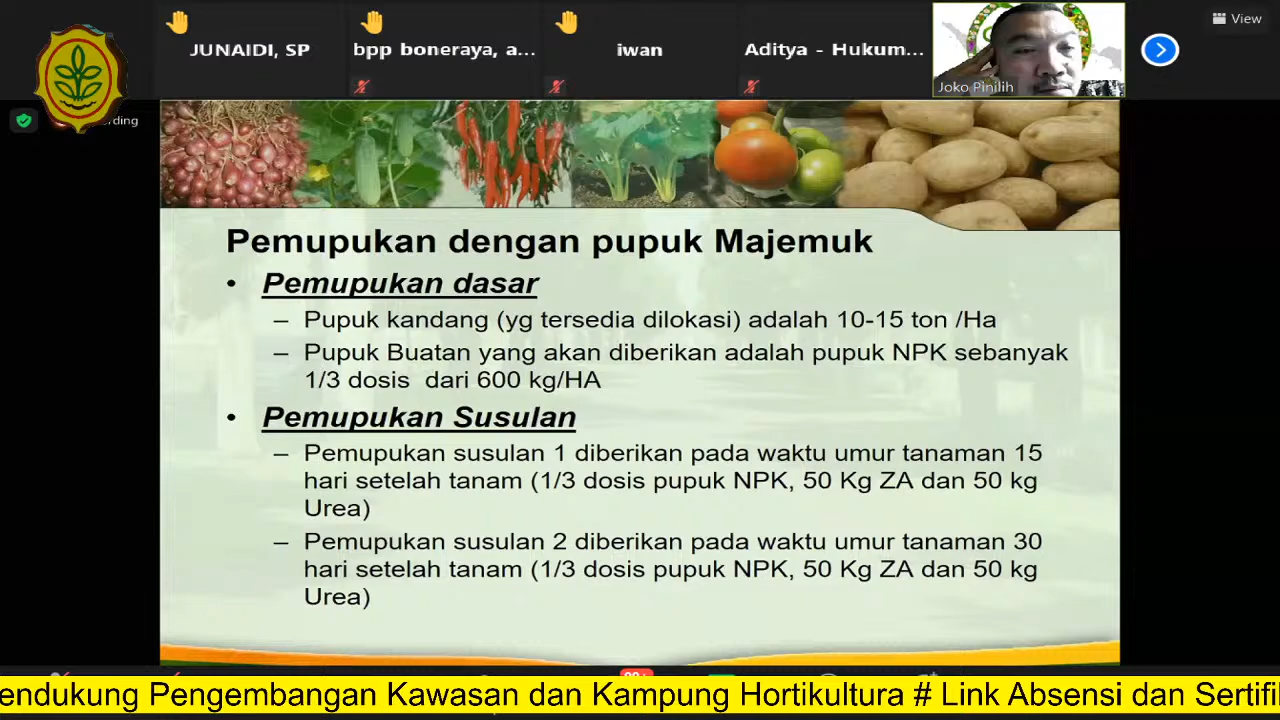 JUNAIDI, SP
bpp boneraya, a...
iwan
Aditya - Hukum...
Joko Pinilih
View
Pemupukan dengan pupuk Majemuk
• Pemupukan dasar
– Pupuk kandang (yg tersedia dilokasi) adalah 10-15 ton /Ha
– Pupuk Buatan yang akan diberikan adalah pupuk NPK sebanyak
1/3 dosis dari 600 kg/HA
• Pemupukan Susulan
– Pemupukan susulan 1 diberikan pada waktu umur tanaman 15
hari setelah tanam (1/3 dosis pupuk NPK, 50 Kg ZA dan 50 kg
Urea)
– Pemupukan susulan 2 diberikan pada waktu umur tanaman 30
hari setelah tanam (1/3 dosis pupuk NPK, 50 Kg ZA dan 50 kg
Urea)
endukung Pengembangan Kawasan dan Kampung Hortikultura # Link Absensi dan Sertifi